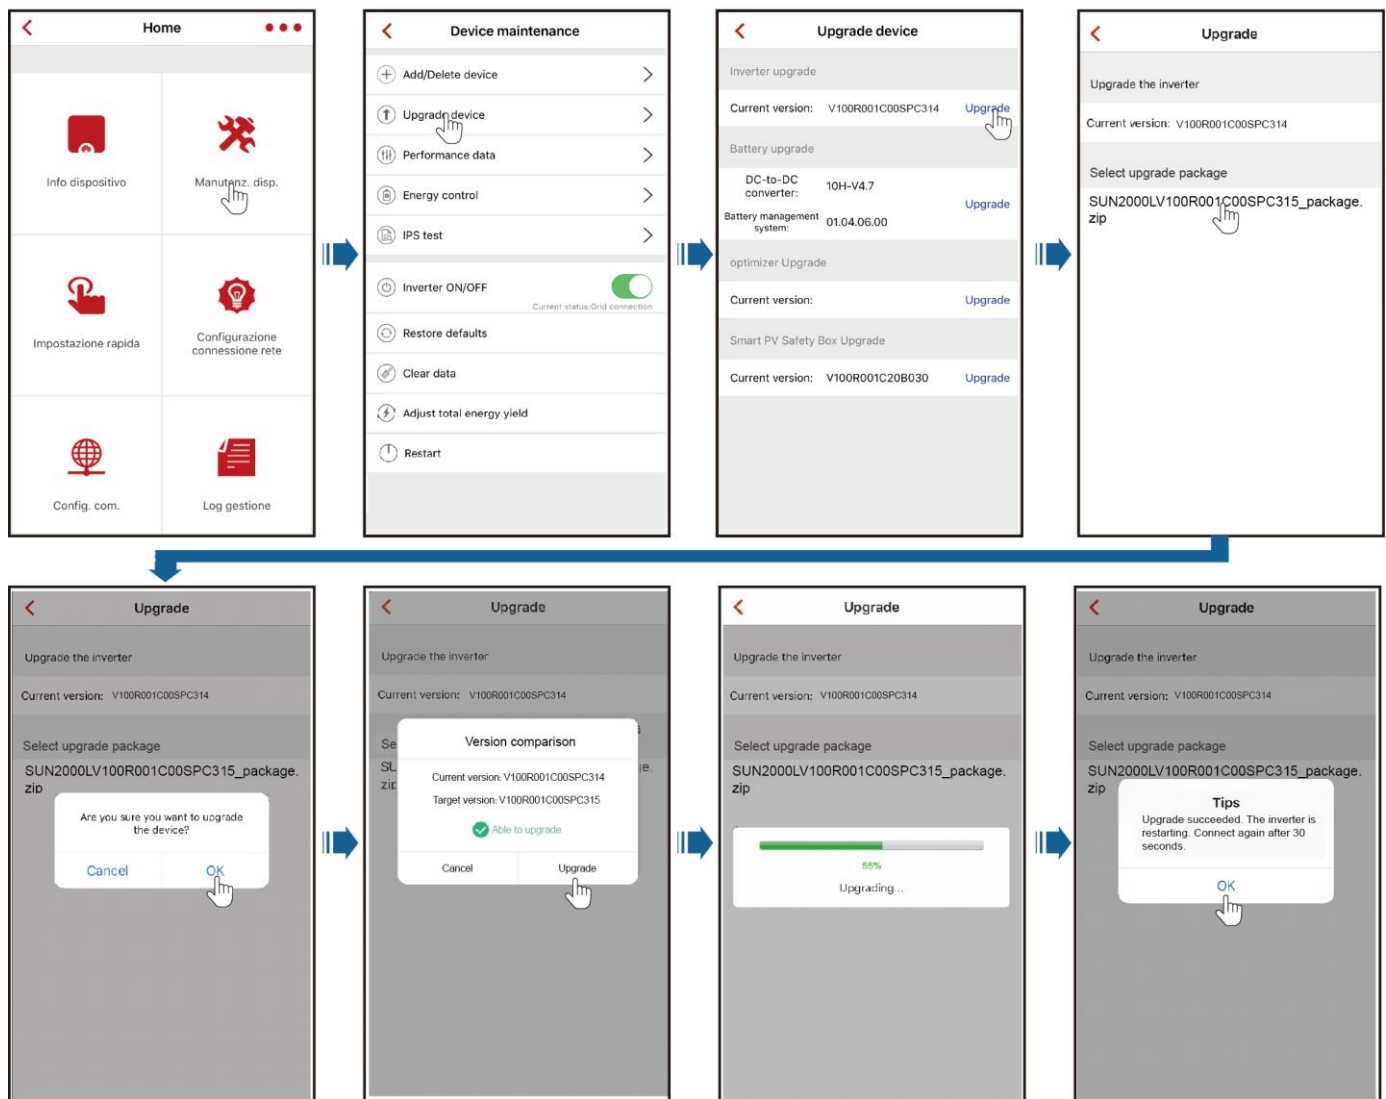 Home
Info dispositivo
Manutenz. disp.
Impostazione rapida
Configurazione
connessione rete
Config. com.
Log gestione
Device maintenance
Add/Delete device
Upgrade device
Performance data
Energy control
IPS test
Inverter ON/OFF
Current status:Grid connection
Restore defaults
Clear data
Adjust total energy yield
Restart
Upgrade device
Inverter upgrade
Current version: V100R001C00SPC314 Upgrade
Battery upgrade
DC-to-DC
converter: 10H-V4.7
Upgrade
Battery management
system: 01.04.06.00
optimizer Upgrade
Current version: Upgrade
Smart PV Safety Box Upgrade
Current version: V100R001C20B030 Upgrade
Upgrade
Upgrade the inverter
Current version: V100R001C00SPC314
Select upgrade package
SUN2000LV100R001C00SPC315_package.
zip
Upgrade
Upgrade the inverter
Current version: V100R001C00SPC314
Select upgrade package
SUN2000LV100R001C00SPC315_package.
zip
Are you sure you want to upgrade
the device?
Cancel OK
Upgrade
Upgrade the inverter
Current version: V100R001C00SPC314
Version comparison
Current version: V100R001C00SPC314
Target version: V100R001C00SPC315
Able to upgrade
Cancel Upgrade
Upgrade
Upgrade the inverter
Current version: V100R001C00SPC314
Select upgrade package
SUN2000LV100R001C00SPC315_package.
zip
Upgrading...
Upgrade
Upgrade the inverter
Current version: V100R001C00SPC314
Select upgrade package
SUN2000LV100R001C00SPC315_package.
zip
Tips
Upgrade succeeded. The inverter is
restarting. Connect again after 30
seconds.
OK